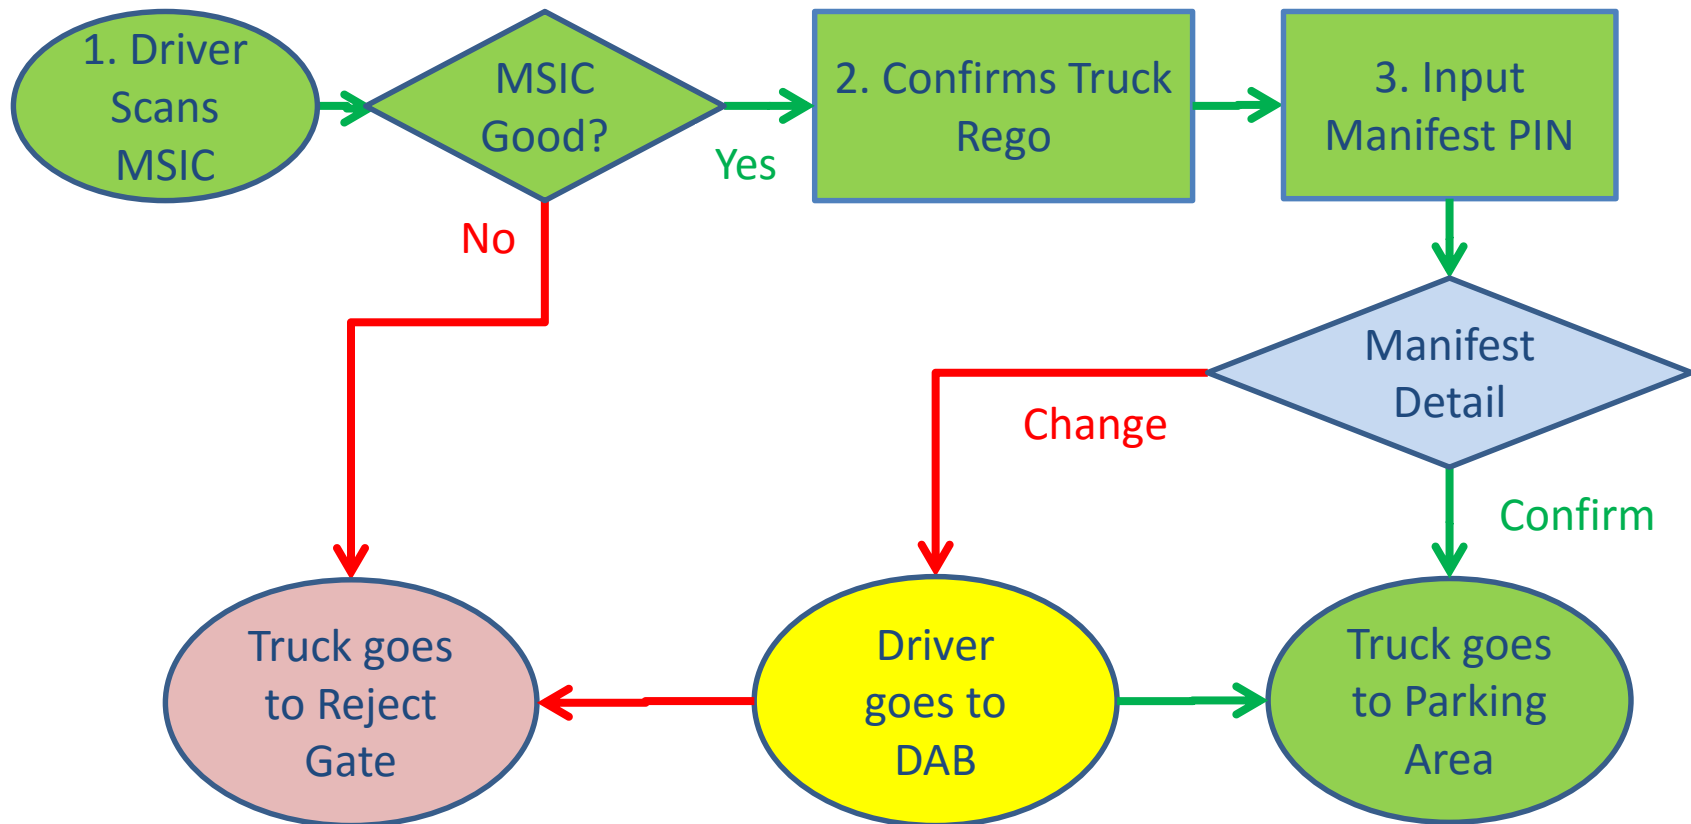 1. Driver
Scans
MSIC
MSIC
Good?
Yes
No
2. Confirms Truck
Rego
3. Input
Manifest PIN
Manifest
Detail
Change
Confirm
Truck goes
to Reject
Gate
Driver
goes to
DAB
Truck goes
to Parking
Area